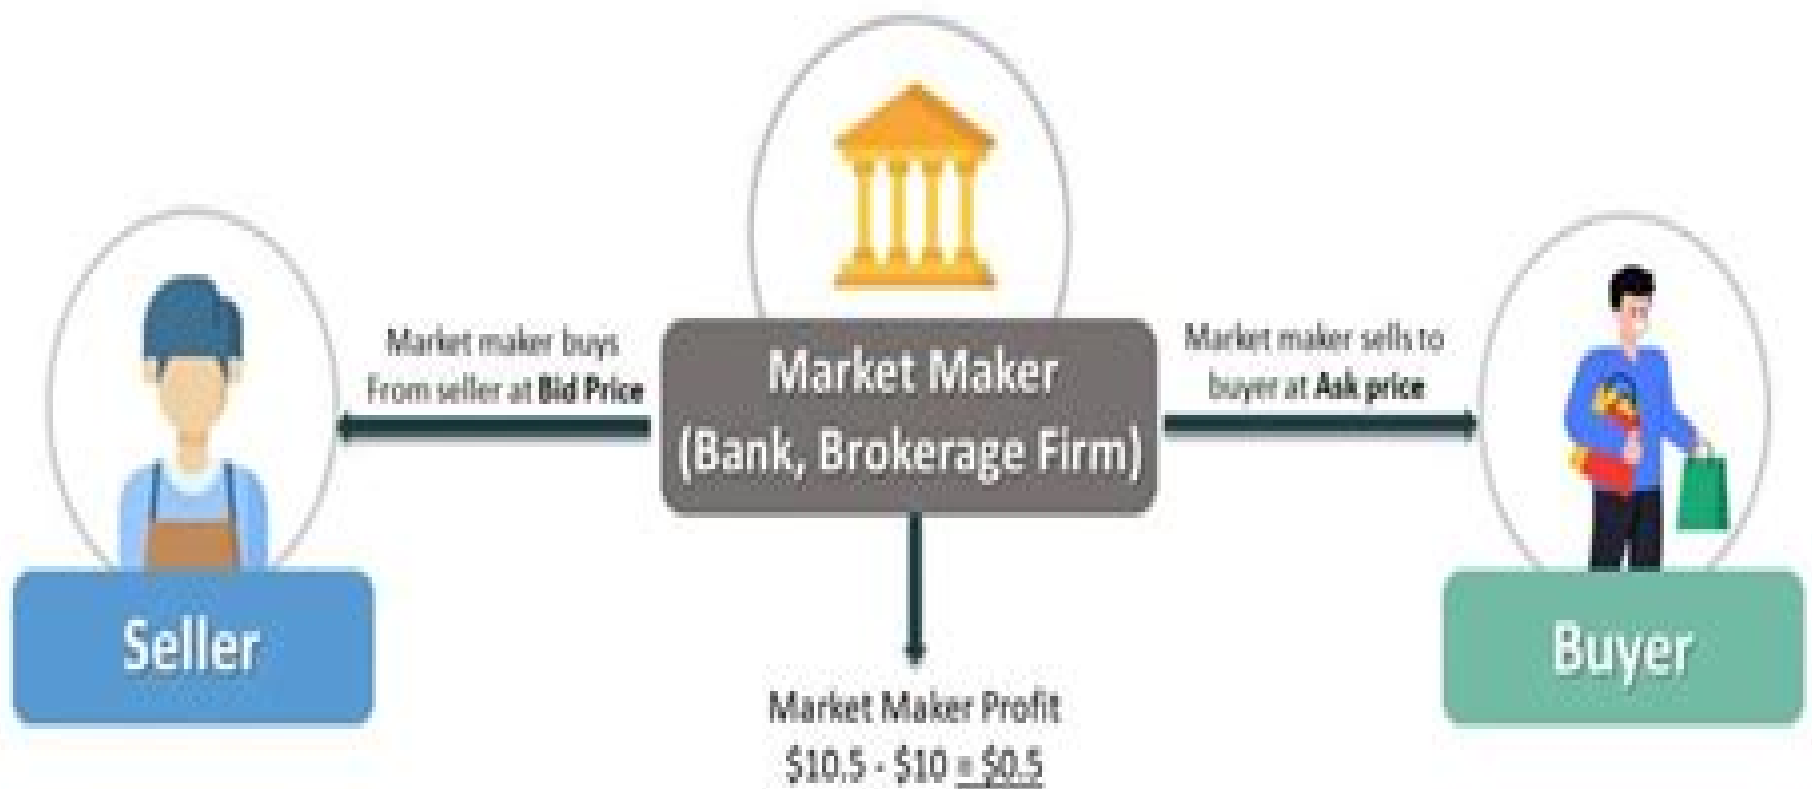 Market maker buys
From seller at Bid Price
Market Maker
(Bank, Brokerage Firm)
Market maker sells to
buyer at Ask price
Seller
Buyer
Market Maker Profit
$10.5 - $10 = $0.5